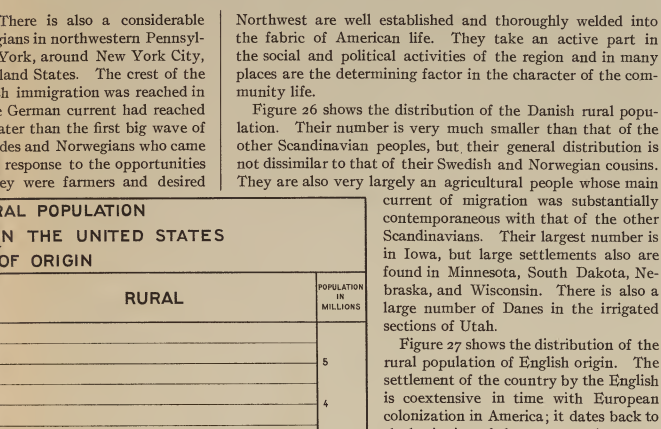 There is also a considerable
gians in northwestern Pennsyl-
York, around New York City,
land States. The crest of the
h immigration was reached in
e German current had reached
ater than the first big wave of
des and Norwegians who came
response to the opportunities
ey were farmers and desired
Northwest are well established and thoroughly welded into
the fabric of American life. They take an active part in
the social and political activities of the region and in many
places are the determining factor in the character of the com-
munity life.
Figure 26 shows the distribution of the Danish rural popu-
lation. Their number is very much smaller than that of the
other Scandinavian peoples, but their general distribution is
not dissimilar to that of their Swedish and Norwegian cousins.
They are also very largely an agricultural people whose main
current of migration was substantially
contemporaneous with that of the other
Scandinavians. Their largest number is
in Iowa, but large settlements also are
found in Minnesota, South Dakota, Ne-
braska, and Wisconsin. There is also a
large number of Danes in the irrigated
sections of Utah.
Figure 27 shows the distribution of the
rural population of English origin. The
settlement of the country by the English
is coextensive in time with European
colonization in America; it dates back to
RAL POPULATION
N THE UNITED STATES
OF ORIGIN
RURAL
POPULATION
IN
MILLIONS
5
4